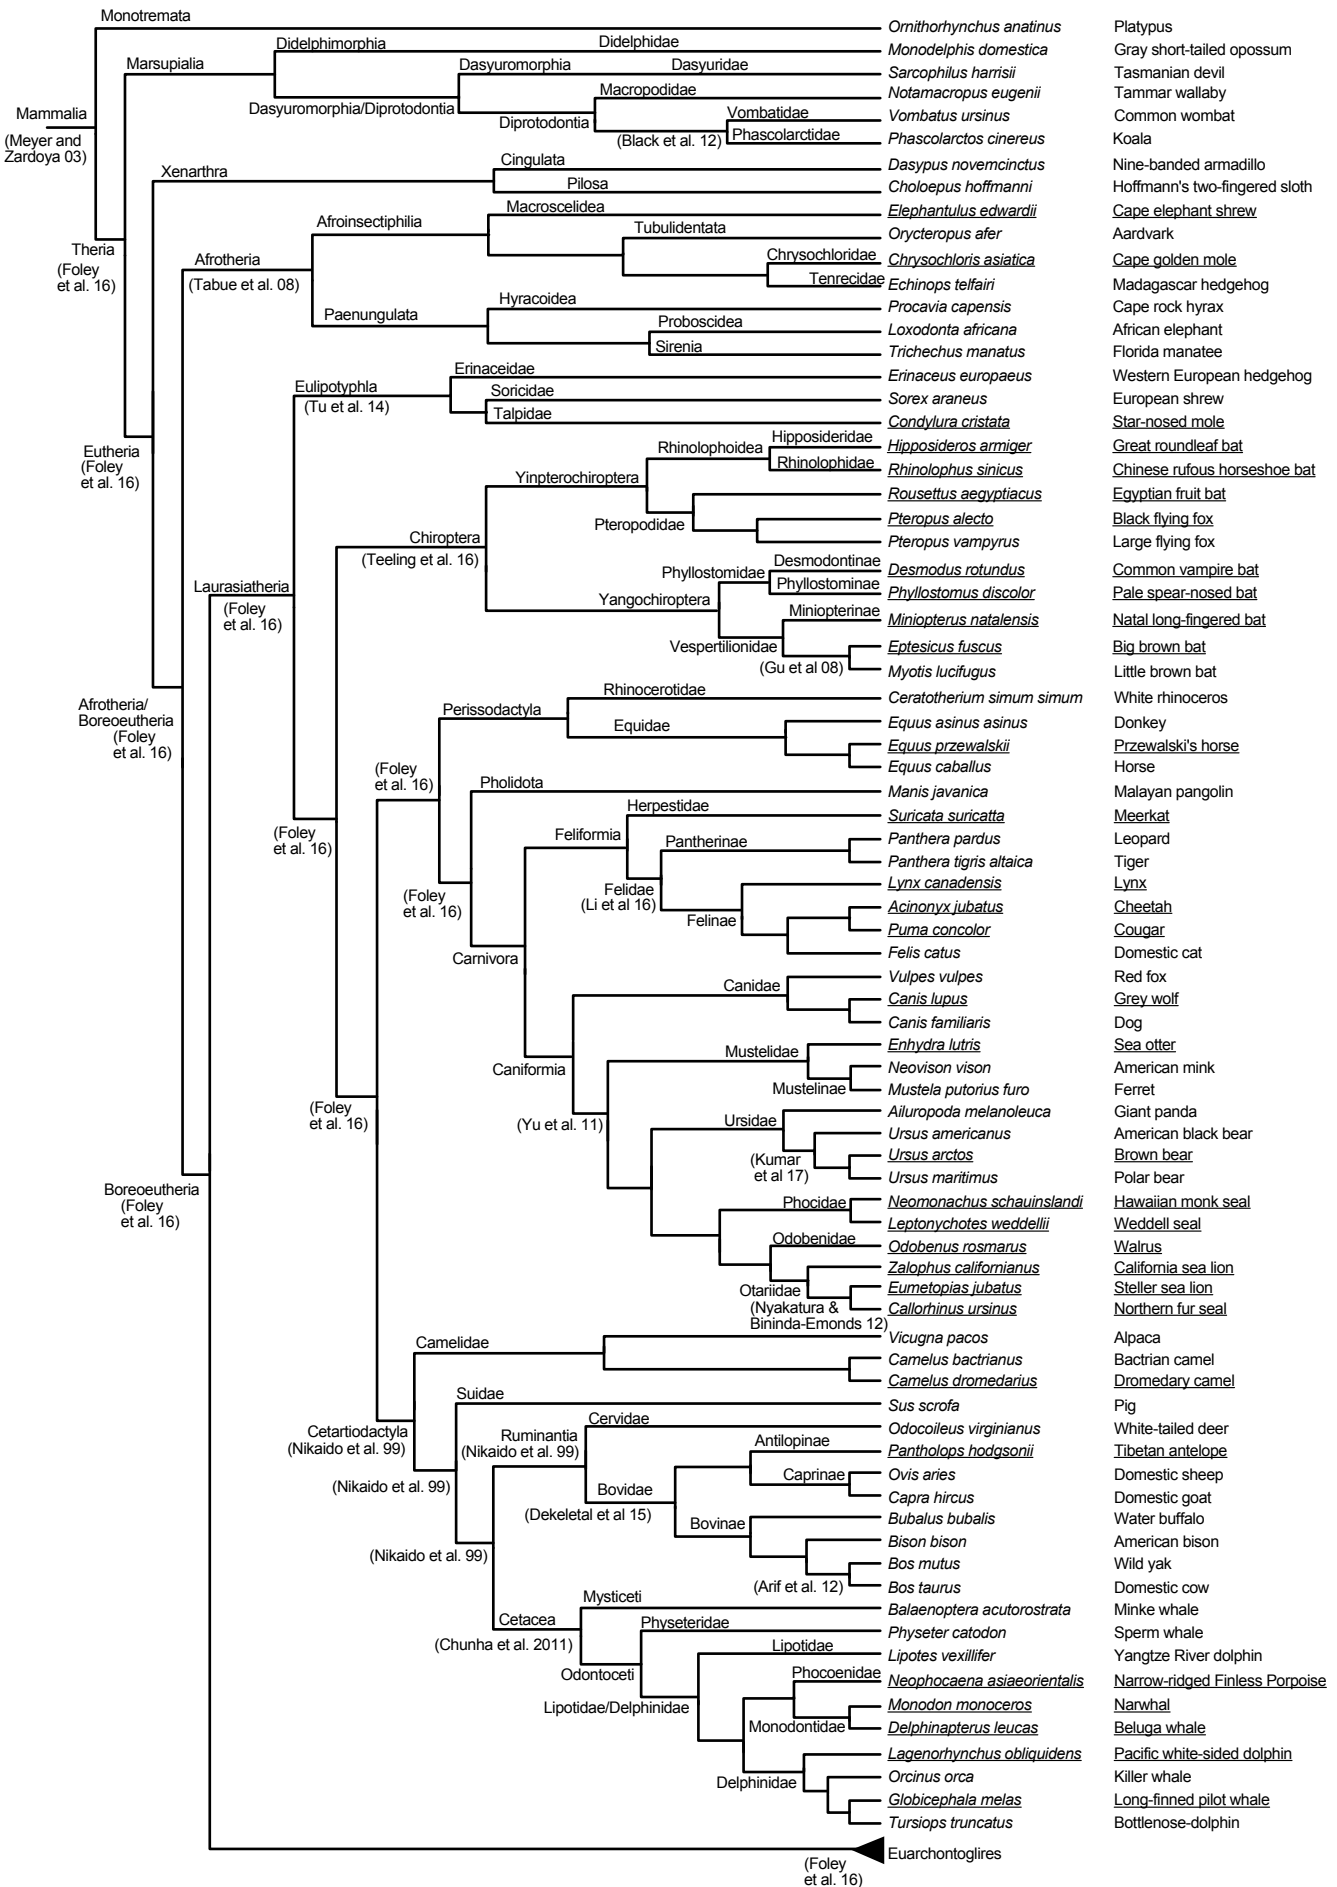 Monotremata
Ornithorhynchus anatinus Platypus
Didelphimorphia Didelphidae
Monodelphis domestica Gray short-tailed opossum
Marsupialia Dasyuromorphia Dasyuridae
Sarcophilus harrisii Tasmanian devil
Macropodidae
Notamacropus eugenii Tammar wallaby
Dasyuromorphia/Diprotodontia
Mammalia
Vombatidae
Vombatus ursinus Common wombat
Diprotodontia
(Meyer and
Zardoya 03)
(Black et al. 12)
Phascolarctidae
Phascolarctos cinereus Koala
Cingulata
Xenarthra
Dasypus novemcinctus Nine-banded armadillo
Pilosa
Choloepus hoffmanni Hoffmann's two-fingered sloth
Macroscelidea
Elephantulus edwardii Cape elephant shrew
Afroinsectiphilia
Tubulidentata
Orycteropus afer Aardvark
Theria
(Foley
et al. 16)
Afrotheria
(Tabue et al. 08)
Chrysochloridae
Chrysochloris asiatica Cape golden mole
Tenrecidae
Echinops telfairi Madagascar hedgehog
Hyracoidea
Procavia capensis Cape rock hyrax
Paenungulata
Proboscidea
Loxodonta africana African elephant
Sirenia
Trichechus manatus Florida manatee
Erinaceidae
Erinaceus europaeus Western European hedgehog
Eulipotyphla
(Tu et al. 14)
Soricidae
Sorex araneus European shrew
Talpidae
Condylura cristata Star-nosed mole
Eutheria
(Foley
et al. 16)
Hipposideridae
Rhinolophoidea
Hipposideros armiger Great roundleaf bat
Rhinolophidae
Rhinolophus sinicus Chinese rufous horseshoe bat
Yinpterochiroptera
Rousettus aegyptiacus Egyptian fruit bat
Pteropodidae
Pteropus alecto Black flying fox
Pteropus vampyrus Large flying fox
Chiroptera
(Teeling et al. 16)
Desmodontinae
Phyllostomidae
Desmodus rotundus Common vampire bat
Phyllostominae
Phyllostomus discolor Pale spear-nosed bat
Laurasiatheria
(Foley
et al. 16)
Yangochiroptera
Miniopterinae
Miniopterus natalensis Natal long-fingered bat
Vespertilionidae
Eptesicus fuscus Big brown bat
(Gu et al 08)
Myotis lucifugus Little brown bat
Rhinocerotidae
Ceratotherium simum simum White rhinoceros
Afrotheria/
Boreoeutheria
(Foley
et al. 16)
Perissodactyla
Equidae
Equus asinus asinus Donkey
Equus przewalskii Przewalski's horse
Equus caballus Horse
(Foley
et al. 16)
Pholidota
Manis javanica Malayan pangolin
Herpestidae
Suricata suricatta Meerkat
(Foley
et al. 16)
Feliformia
Pantherinae
Panthera pardus Leopard
Panthera tigris altaica Tiger
(Foley
et al. 16)
Felidae
(Li et al 16)
Lynx canadensis Lynx
Felinae
Acinonyx jubatus Cheetah
Puma concolor Cougar
Felis catus Domestic cat
Carnivora
Vulpes vulpes Red fox
Canidae
Canis lupus Grey wolf
Canis familiaris Dog
Enhydra lutris Sea otter
Mustelidae
Neovison vison American mink
Caniformia
Mustelinae
Mustela putorius furo Ferret
(Foley
et al. 16)
(Yu et al. 11)
Ailuropoda melanoleuca Giant panda
Ursidae
Ursus americanus American black bear
(Kumar
et al 17)
Ursus arctos Brown bear
Ursus maritimus Polar bear
Boreoeutheria
(Foley
et al. 16)
Phocidae
Neomonachus schauinslandi Hawaiian monk seal
Leptonychotes weddellii Weddell seal
Odobenidae
Odobenus rosmarus Walrus
Zalophus californianus California sea lion
Otariidae
(Nyakatura &
Bininda-Emonds 12)
Eumetopias jubatus Steller sea lion
Callorhinus ursinus Northern fur seal
Camelidae
Vicugna pacos Alpaca
Camelus bactrianus Bactrian camel
Camelus dromedarius Dromedary camel
Suidae
Sus scrofa Pig
Cetartiodactyla
(Nikaido et al. 99)
Ruminantia
(Nikaido et al. 99)
Cervidae
Odocoileus virginianus White-tailed deer
Antilopinae
Pantholops hodgsonii Tibetan antelope
(Nikaido et al. 99)
Caprinae
Ovis aries Domestic sheep
Bovidae
(Dekeletal et al 15)
Capra hircus Domestic goat
Bovinae
Bubalus bubalis Water buffalo
Bison bison American bison
(Nikaido et al. 99)
Bos mutus Wild yak
(Arif et al. 12)
Bos taurus Domestic cow
Mysticeti
Balaenoptera acutorostrata Minke whale
Cetacea
(Chunha et al. 2011)
Physeteridae
Physeter catodon Sperm whale
Lipotidae
Lipotes vexillifer Yangtze River dolphin
Odontoceti
Phocoenidae
Neophocaena asiaeorientalis Narrow-ridged Finless Porpoise
Lipotidae/Delphinidae
Monodon monoceros Narwhal
Monodontidae
Delphinapterus leucas Beluga whale
Lagenorhynchus obliquidens Pacific white-sided dolphin
Delphinidae
Orcinus orca Killer whale
Globicephala melas Long-finned pilot whale
Tursiops truncatus Bottlenose-dolphin
Euarchontoglires
(Foley
et al. 16)